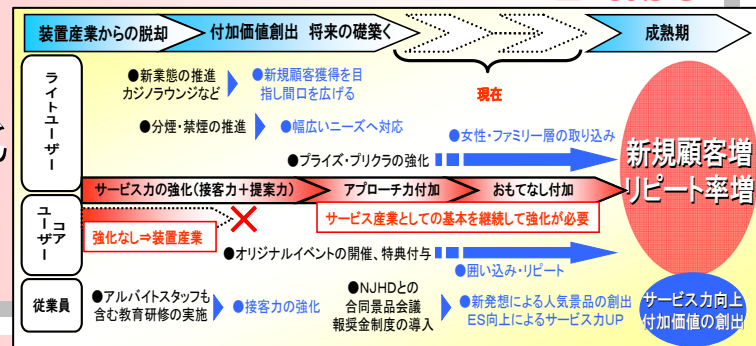 装置産業からの脱却
付加価値創出 将来の礎築く
成熟期
現在
ライトユーザー
●新業態の推進
カジノラウンジなど
●新規顧客獲得を目
指し間口を広げる
●分煙・禁煙の推進
●幅広いニーズへ対応
●プライズ・プリクラの強化
●女性・ファミリー層の取り込み
新規顧客増
リピート率増
サービス力の強化(接客力+提案力)
アプローチ力付加
おもてなし付加
コアユーザー
強化なし⇒装置産業
サービス産業としての基本を継続して強化が必要
●オリジナルイベントの開催、特典付与
●囲い込み・リピート
従業員
●アルバイトスタッフも
含む教育研修の実施
●接客力の強化
●NJHDとの
合同景品会議
報奨金制度の導入
●新発想による人気景品の創出
ES向上によるサービス力UP
サービス力向上
付加価値の創出